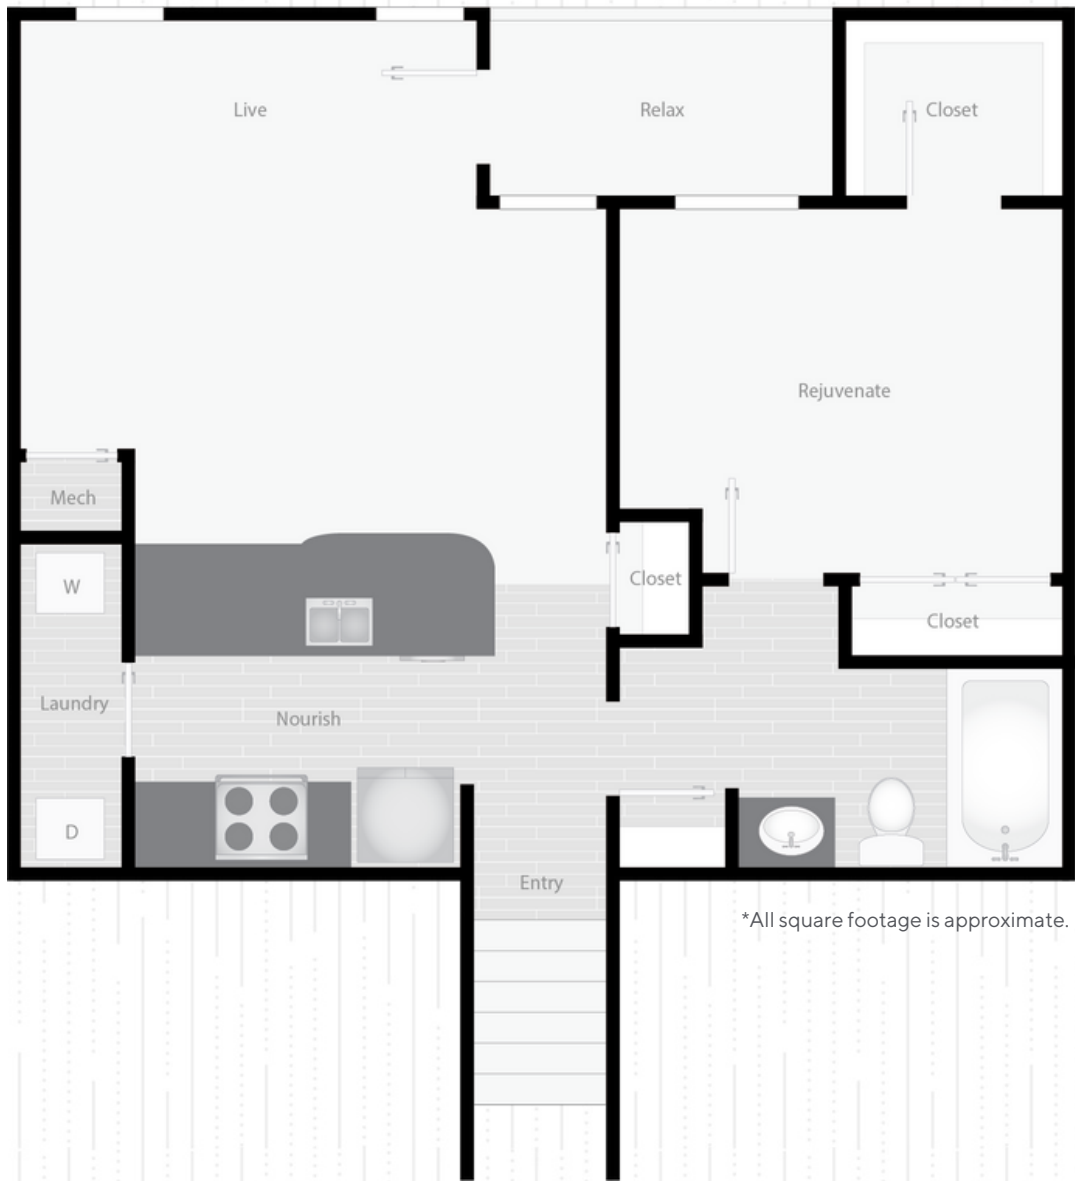 Live
Relax
Closet
Rejuvenate
Mech
Closet
W
Closet
Laundry
Nourish
D
Entry
*All square footage is approximate.